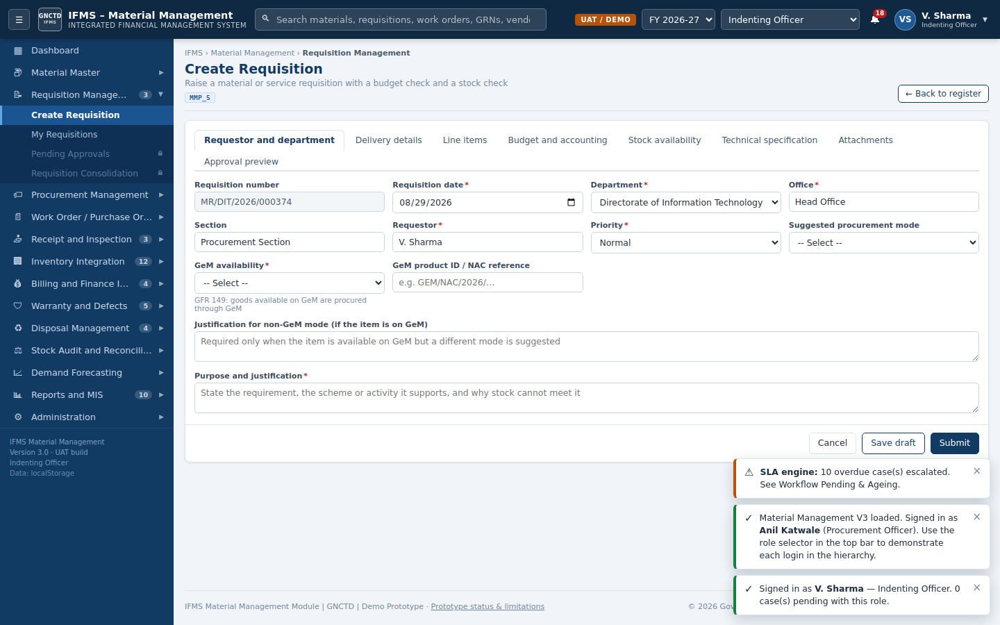 ☰
GNCTD
IFMS
IFMS – Material Management
INTEGRATED FINANCIAL MANAGEMENT SYSTEM
Search materials, requisitions, work orders, GRNs, vend
UAT / DEMO
FY 2026-27
Indenting Officer
18
VS
V. Sharma
Indenting Officer
Dashboard
Material Master
Requisition Manage... 3
Create Requisition
My Requisitions
Pending Approvals
Requisition Consolidation
Procurement Management
Work Order / Purchase Or...
Receipt and Inspection 3
Inventory Integration 12
Billing and Finance I... 4
Warranty and Defects 5
Disposal Management 4
Stock Audit and Reconcili...
Demand Forecasting
Reports and MIS 10
Administration
IFMS Material Management
Version 3.0 · UAT build
Indenting Officer
Data: localStorage
IFMS › Material Management › Requisition Management
Create Requisition
Raise a material or service requisition with a budget check and a stock check
MMP_5
← Back to register
Requestor and department Delivery details Line items Budget and accounting Stock availability Technical specification Attachments
Approval preview
Requisition number Requisition date * Department * Office *
MR/DIT/2026/000374 08/29/2026 Directorate of Information Technology Head Office
Section Requestor * Priority * Suggested procurement mode
Procurement Section V. Sharma Normal -- Select --
GeM availability * GeM product ID / NAC reference
-- Select -- e.g. GEM/NAC/2026/...
GFR 149: goods available on GeM are procured
through GeM
Justification for non-GeM mode (if the item is on GeM)
Required only when the item is available on GeM but a different mode is suggested
Purpose and justification *
State the requirement, the scheme or activity it supports, and why stock cannot meet it
Cancel Save draft Submit
⚠ SLA engine: 10 overdue case(s) escalated. ×
See Workflow Pending & Ageing.
✓ Material Management V3 loaded. Signed in as ×
Anil Katwale (Procurement Officer). Use the
role selector in the top bar to demonstrate
each login in the hierarchy.
✓ Signed in as V. Sharma — Indenting Officer. 0 ×
case(s) pending with this role.
IFMS Material Management Module | GNCTD | Demo Prototype · Prototype status & limitations
© 2026 Gov